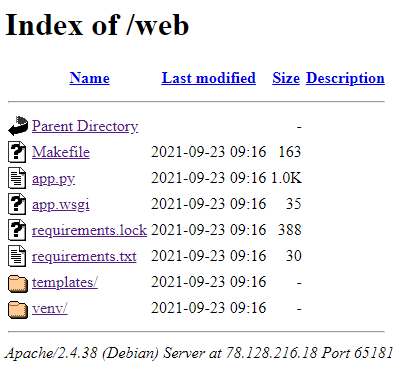 Index of /web
Name Last modified Size Description
Parent Directory -
Makefile 2021-09-23 09:16 163
app.py 2021-09-23 09:16 1.0K
app.wsgi 2021-09-23 09:16 35
requirements.lock 2021-09-23 09:16 388
requirements.txt 2021-09-23 09:16 30
templates/ 2021-09-23 09:16 -
venv/ 2021-09-23 09:16 -
Apache/2.4.38 (Debian) Server at 78.128.216.18 Port 65181